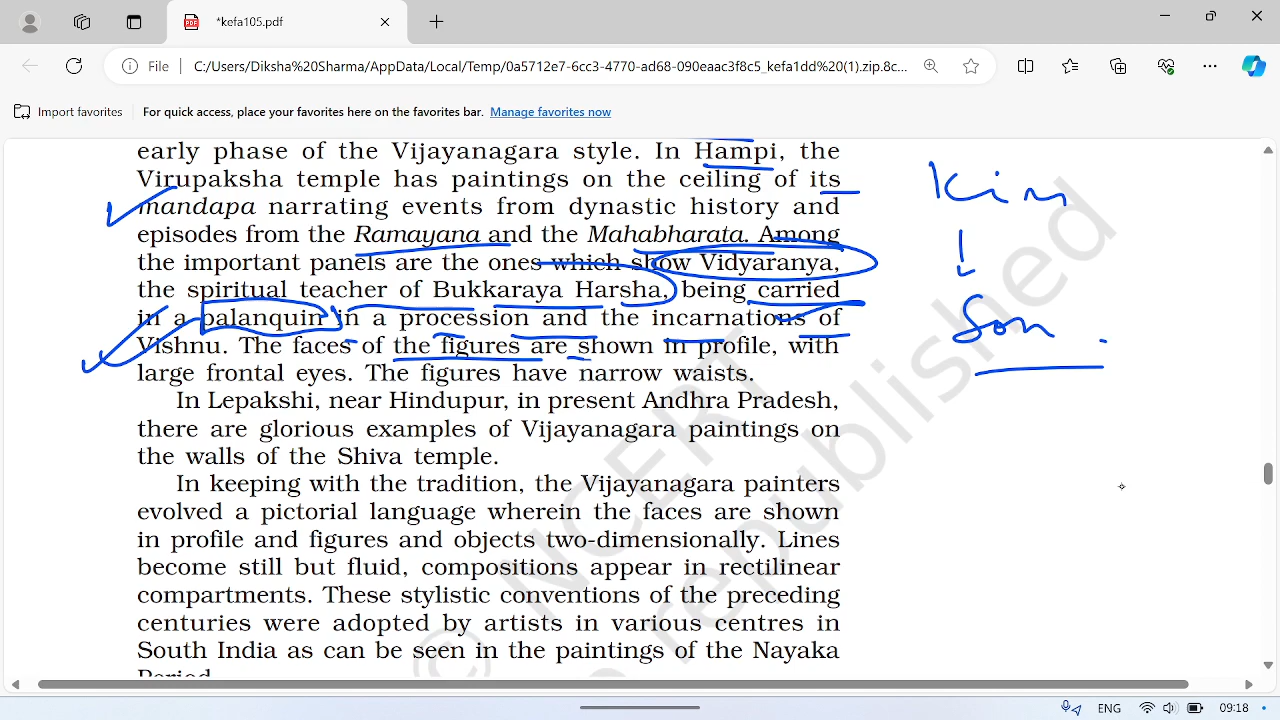 *kefa105.pdf
File
C:/Users/Diksha%20Sharma/AppData/Local/Temp/0a5712e7-6cc3-4770-ad68-090eaac3f8c5_kefa1dd%20(1).zip.8c...
Import favorites
For quick access, place your favorites here on the favorites bar. Manage favorites now
early phase of the Vijayanagara style. In Hampi, the
Virupaksha temple has paintings on the ceiling of its
mandapa narrating events from dynastic history and
episodes from the Ramayana and the Mahabharata. Among
the important panels are the ones which show Vidyaranya,
the spiritual teacher of Bukkaraya Harsha, being carried
in a palanquin in a procession and the incarnations of
Vishnu. The faces of the figures are shown in profile, with
large frontal eyes. The figures have narrow waists.
In Lepakshi, near Hindupur, in present Andhra Pradesh,
there are glorious examples of Vijayanagara paintings on
the walls of the Shiva temple.
In keeping with the tradition, the Vijayanagara painters
evolved a pictorial language wherein the faces are shown
in profile and figures and objects two-dimensionally. Lines
become still but fluid, compositions appear in rectilinear
compartments. These stylistic conventions of the preceding
centuries were adopted by artists in various centres in
South India as can be seen in the paintings of the Nayaka
Period.
Son
© NCERT
republished
ENG
09:18